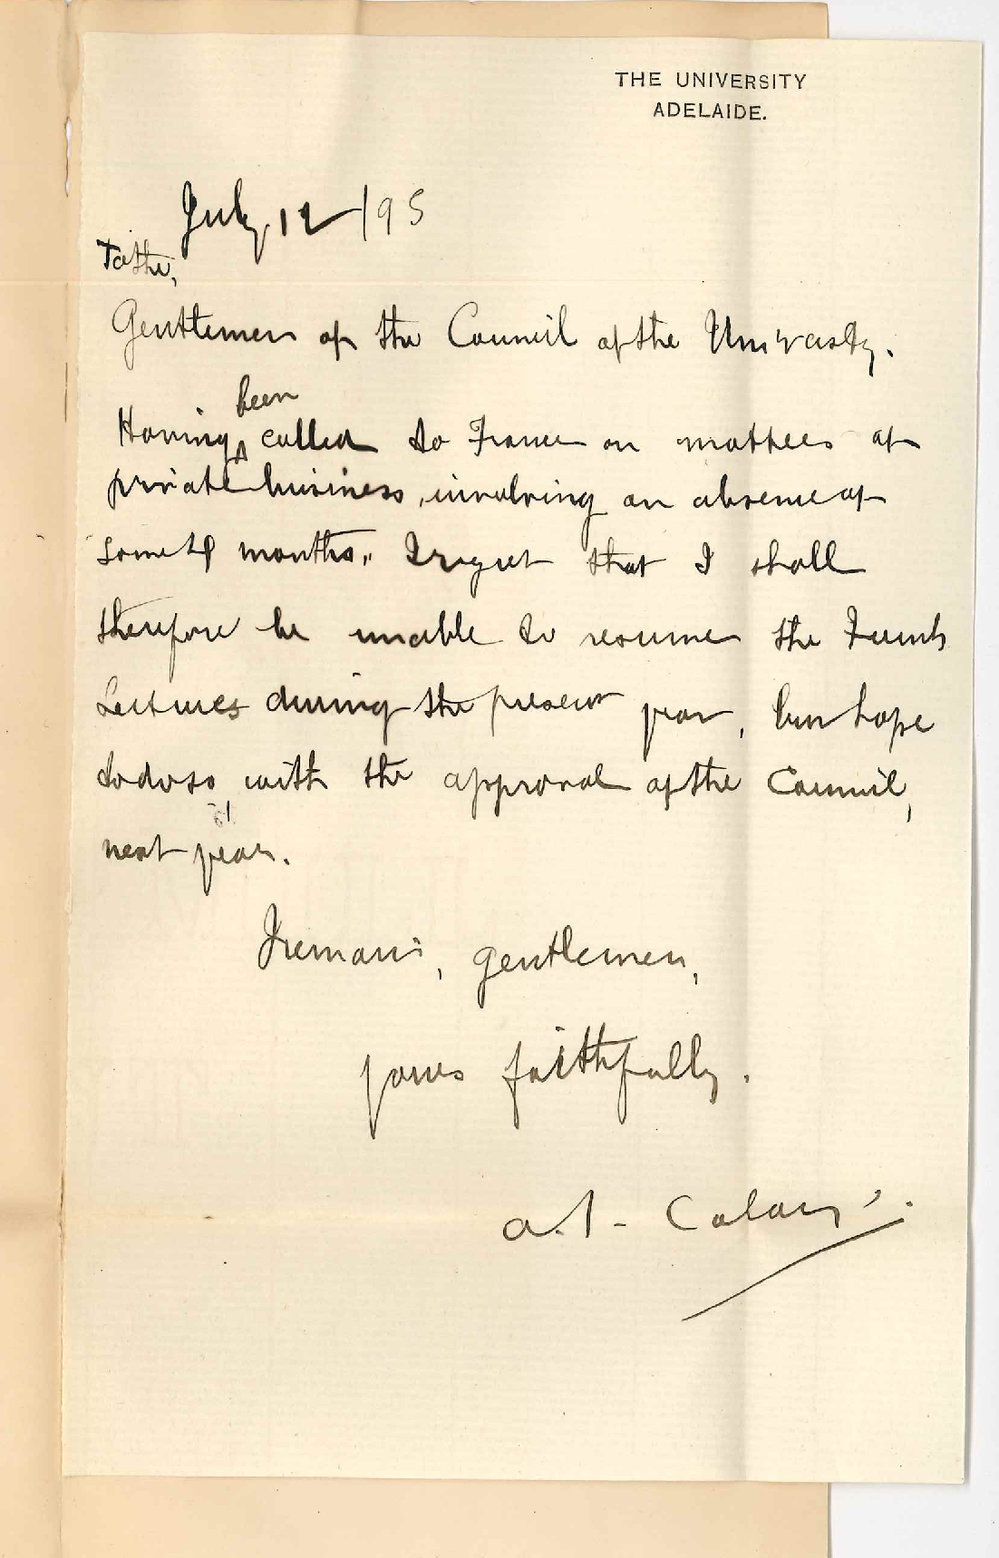 THE UNIVERSITY
ADELAIDE.
July 12/95
To the,
Gentlemen of the Council of the University.
Having been called to France on matters of
private business, involving an absence of
some months, I regret that I shall
therefore be unable to resume the French
Lectures during the present year, but hope
to do so with the approval of the Council,
next year.
I remain, gentlemen,
yours faithfully.